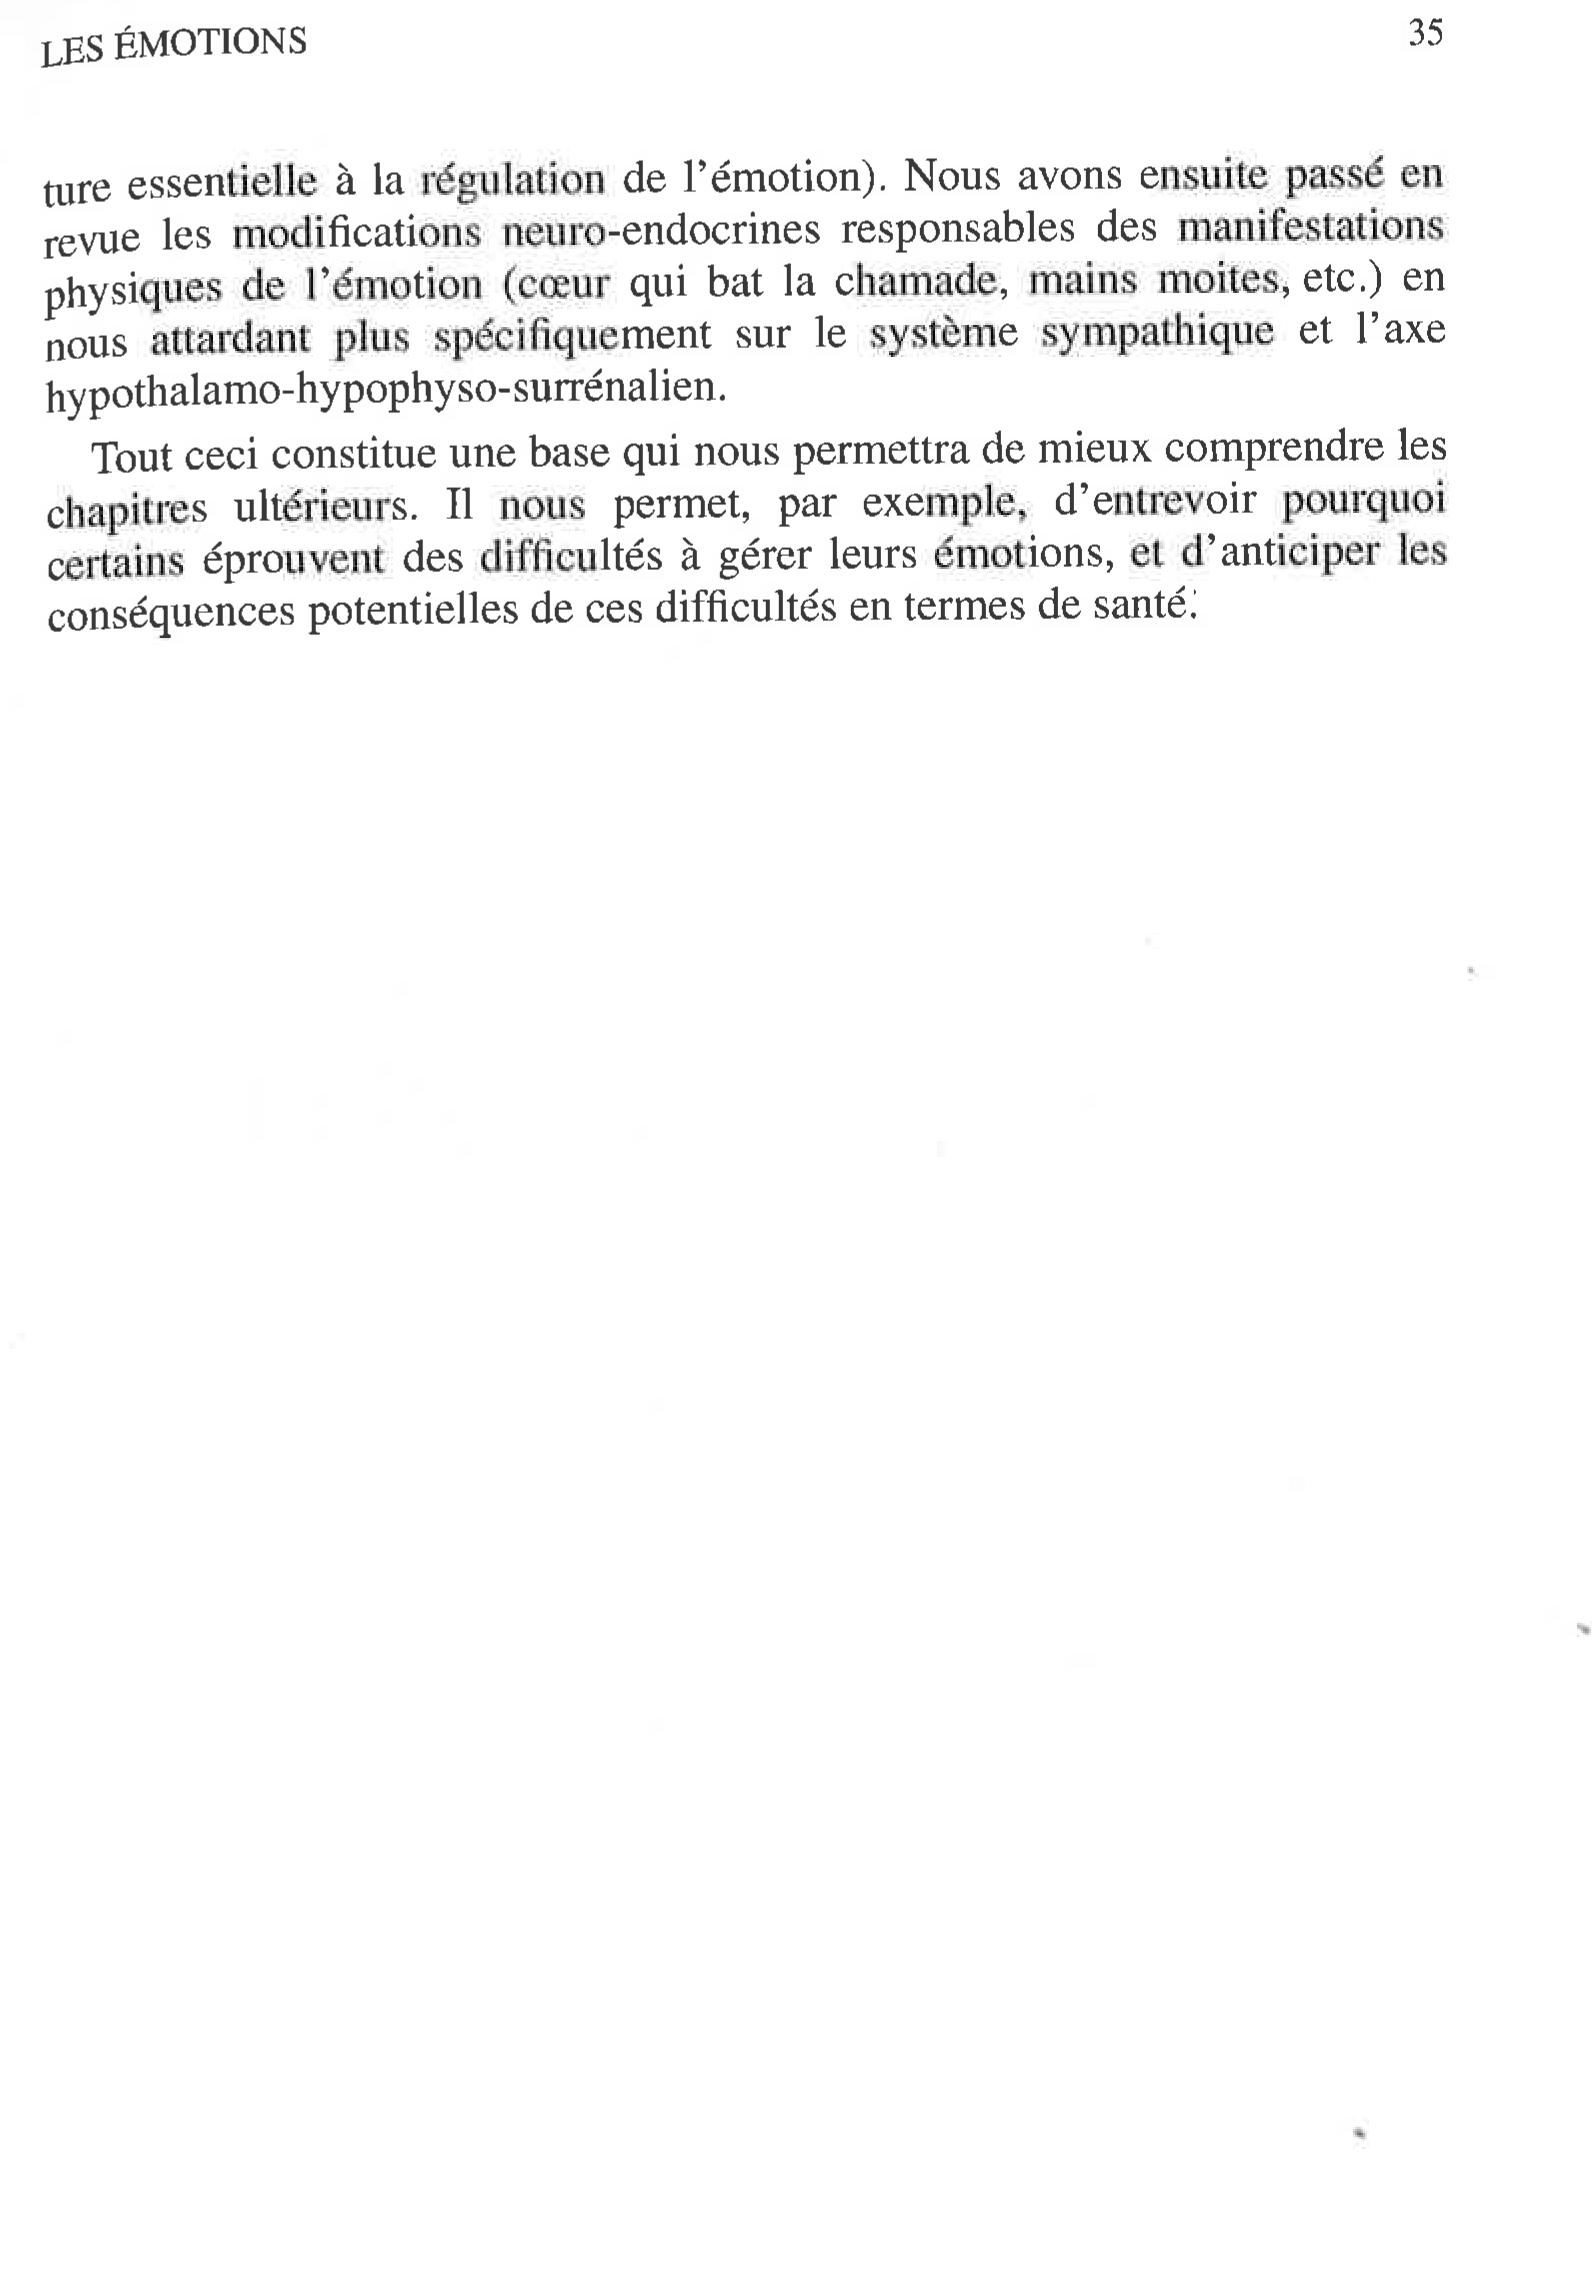 LES ÉMOTIONS 35
ture essentielle à la régulation de l'émotion). Nous avons ensuite passé en
revue les modifications neuro-endocrines responsables des manifestations
physiques de l'émotion (cœur qui bat la chamade, mains moites, etc.) en
nous attardant plus spécifiquement sur le système sympathique et l'axe
hypothalamo-hypophyso-surrénalien.
Tout ceci constitue une base qui nous permettra de mieux comprendre les
chapitres ultérieurs. Il nous permet, par exemple, d'entrevoir pourquoi
certains éprouvent des difficultés à gérer leurs émotions, et d'anticiper les
conséquences potentielles de ces difficultés en termes de santé.